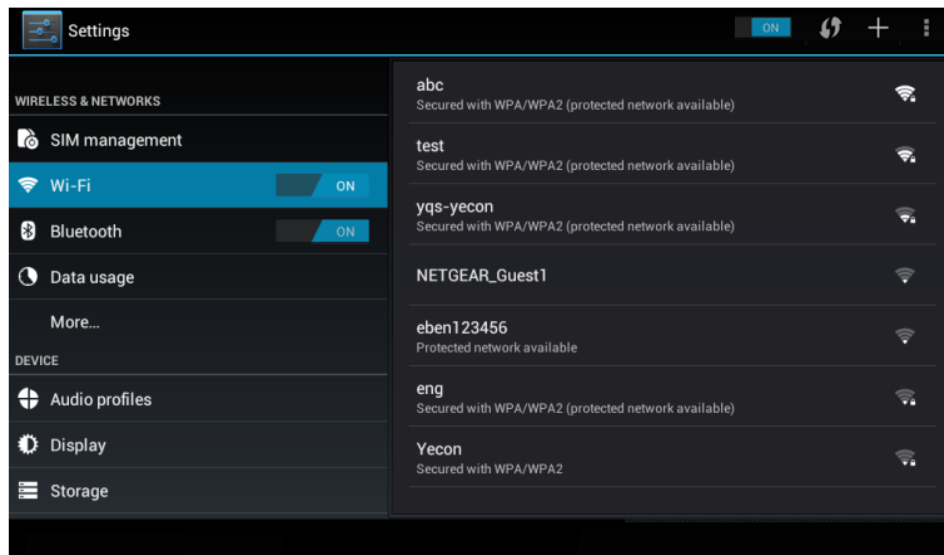 Settings
ON
WIRELESS & NETWORKS
SIM management
Wi-Fi
ON
Bluetooth
ON
Data usage
More...
DEVICE
Audio profiles
Display
Storage
abc
Secured with WPA/WPA2 (protected network available)
test
Secured with WPA/WPA2 (protected network available)
yqs-yecon
Secured with WPA/WPA2 (protected network available)
NETGEAR_Guest1
eben123456
Protected network available
eng
Secured with WPA/WPA2 (protected network available)
Yecon
Secured with WPA/WPA2